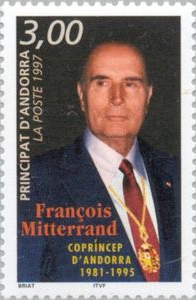 3,00
PRINCIPAT D'ANDORRA
LA POSTE 1997
François
Mitterrand
COPRÍNCEP
D'ANDORRA
1981-1995
BRIAT
ITVF